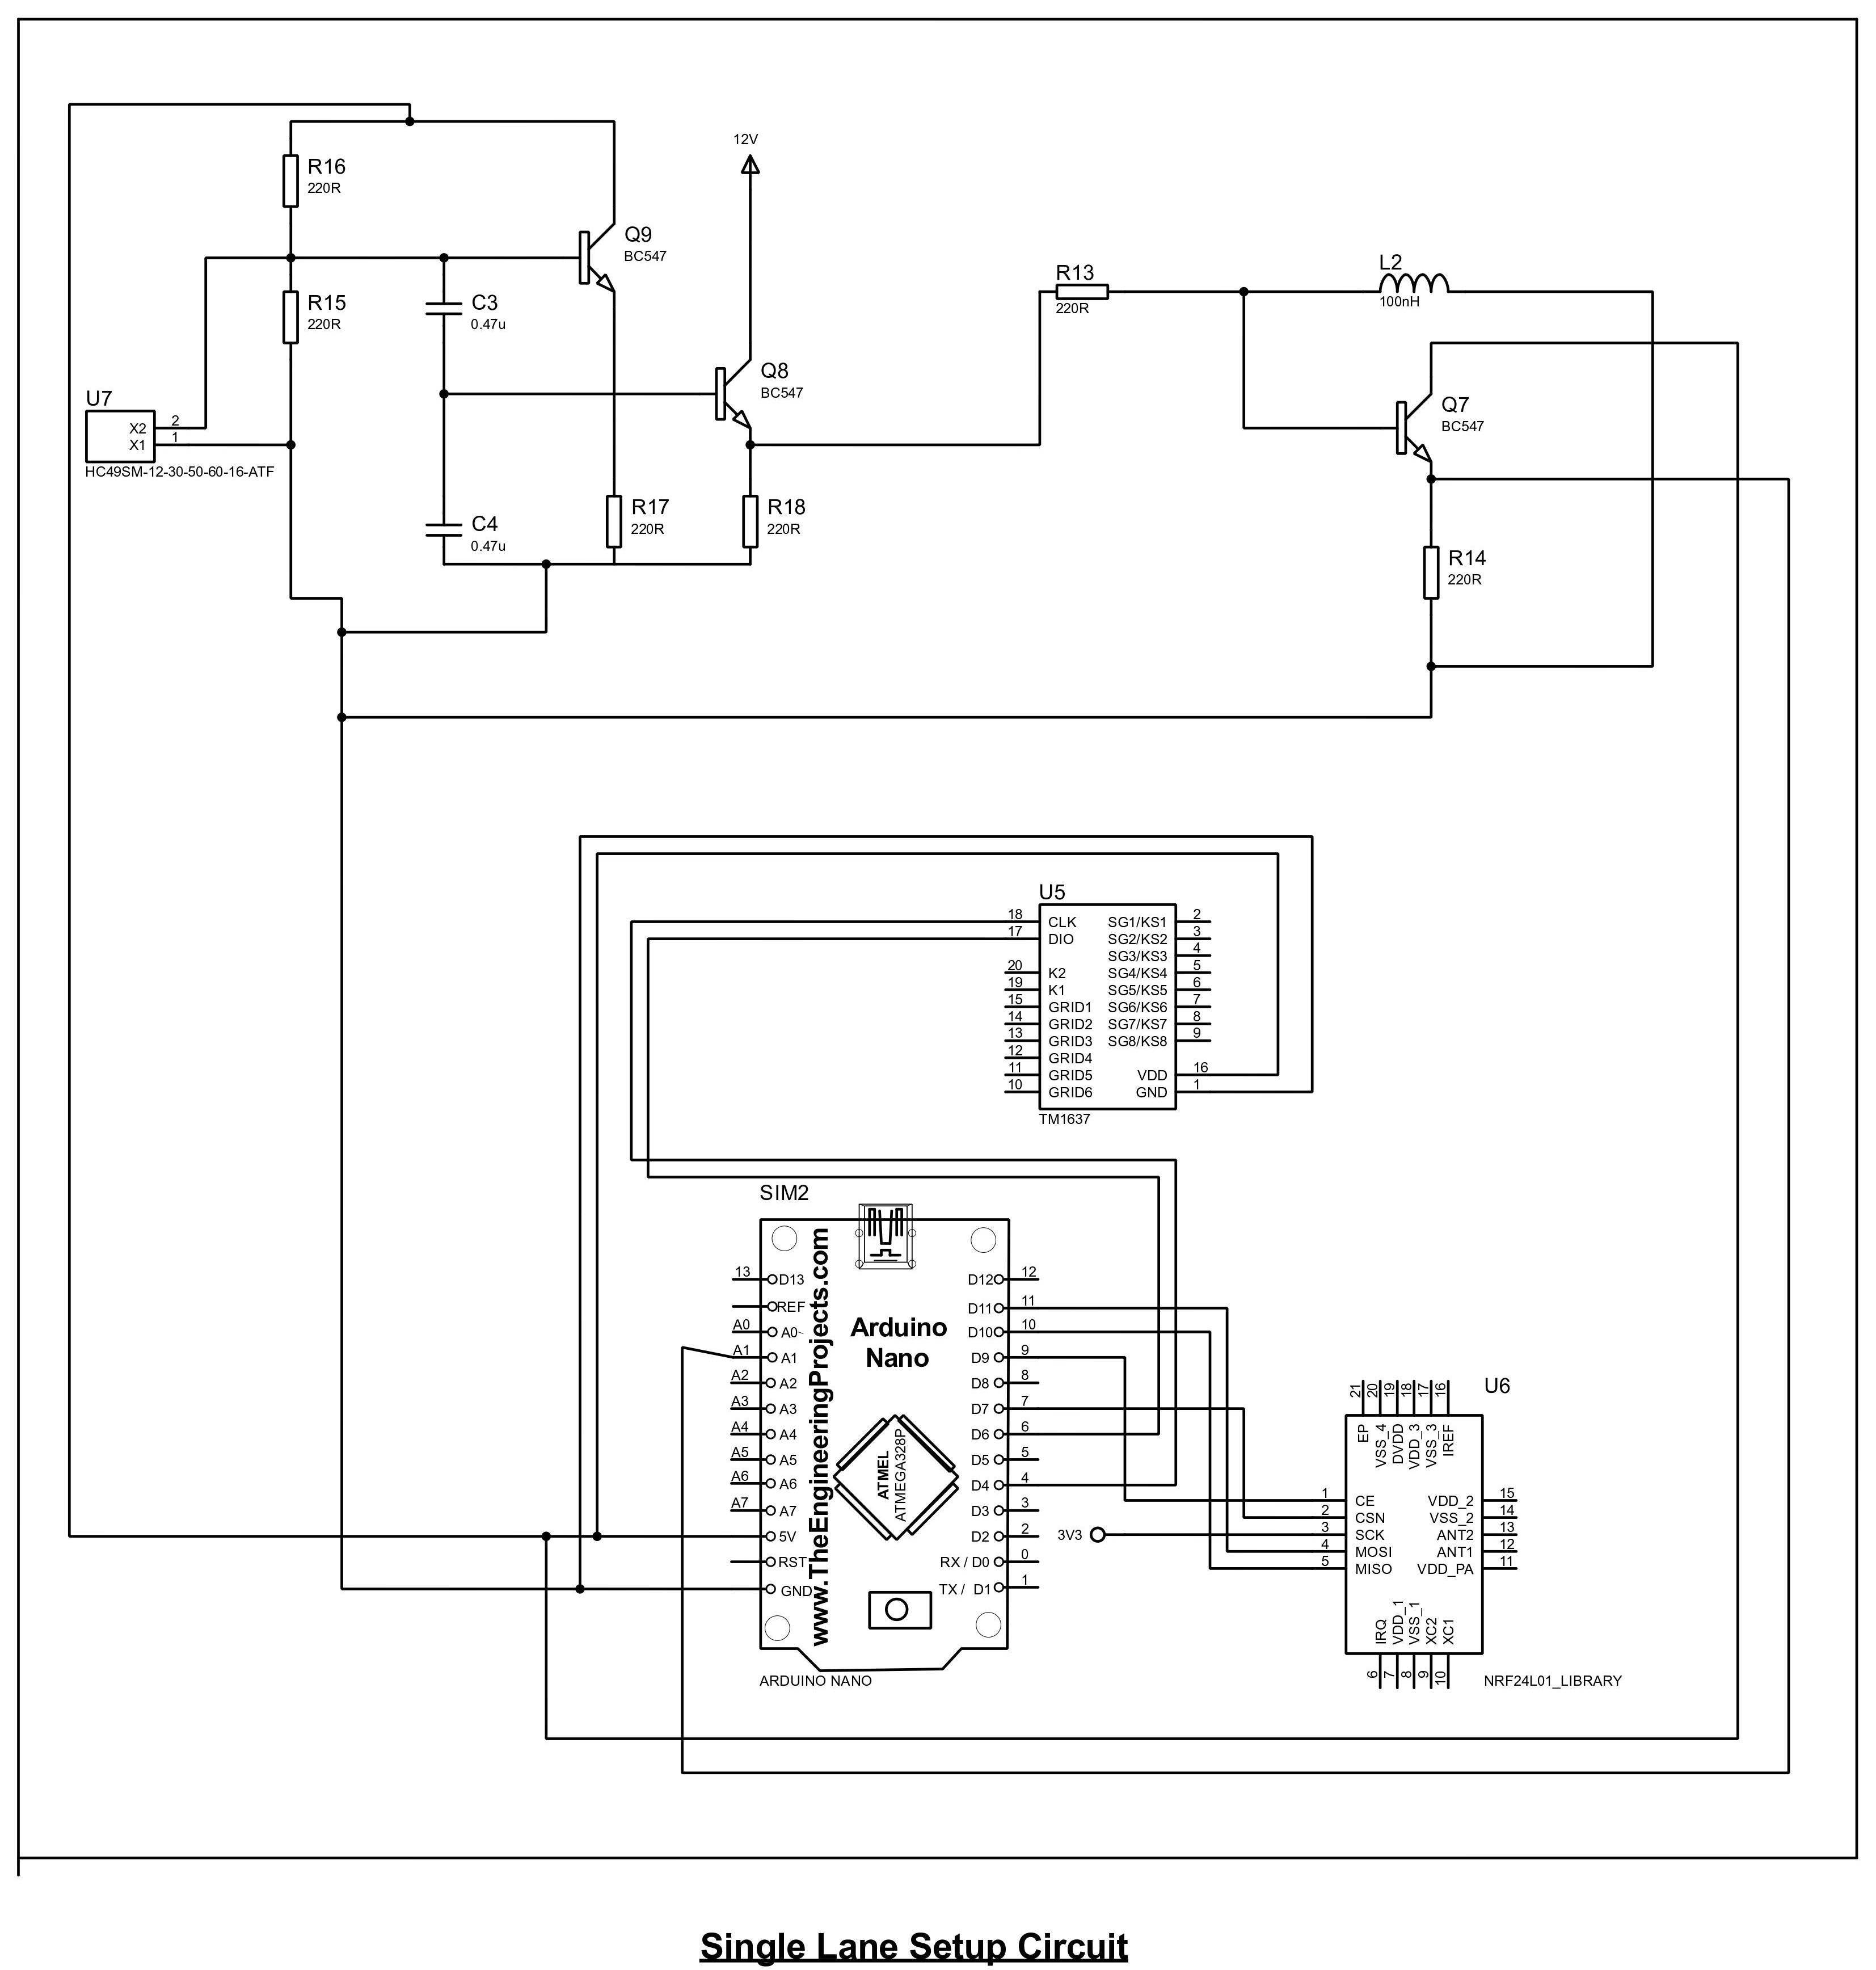 12V
R16
220R
Q9
BC547
R15
220R
C3
0.47u
R13
220R
L2
100nH
Q8
BC547
Q7
BC547
U7
X2 2
X1 1
HC49SM-12-30-50-60-16-ATF
C4
0.47u
R17
220R
R18
220R
R14
220R
U5
18 CLK SG1/KS1 2
17 DIO SG2/KS2 3
SG3/KS3 4
20 K2 SG4/KS4 5
19 K1 SG5/KS5 6
15 GRID1 SG6/KS6 7
14 GRID2 SG7/KS7 8
13 GRID3 SG8/KS8 9
12 GRID4
11 GRID5 VDD 16
10 GRID6 GND 1
TM1637
SIM2
www.TheEngineeringProjects.com
Arduino
Nano
ATMEL
ATMEGA328P
13 D13 D12 12
REF D11 11
A0 A0~ D10 10
A1 A1 D9 9
A2 A2 D8 8
A3 A3 D7 7
A4 A4 D6 6
A5 A5 D5 5
A6 A6 D4 4
A7 A7 D3 3
5V D2 2
RST RX / D0 0
GND TX / D1 1
ARDUINO NANO
3V3
U6
21 20 19 18 17 16
EP VSS_4 DVDD VDD_3 VSS_3 IREF
1 CE VDD_2 15
2 CSN VSS_2 14
3 SCK ANT2 13
4 MOSI ANT1 12
5 MISO VDD_PA 11
IRQ VDD_1 VSS_1 XC2 XC1
6 7 8 9 10
NRF24L01_LIBRARY
Single Lane Setup Circuit